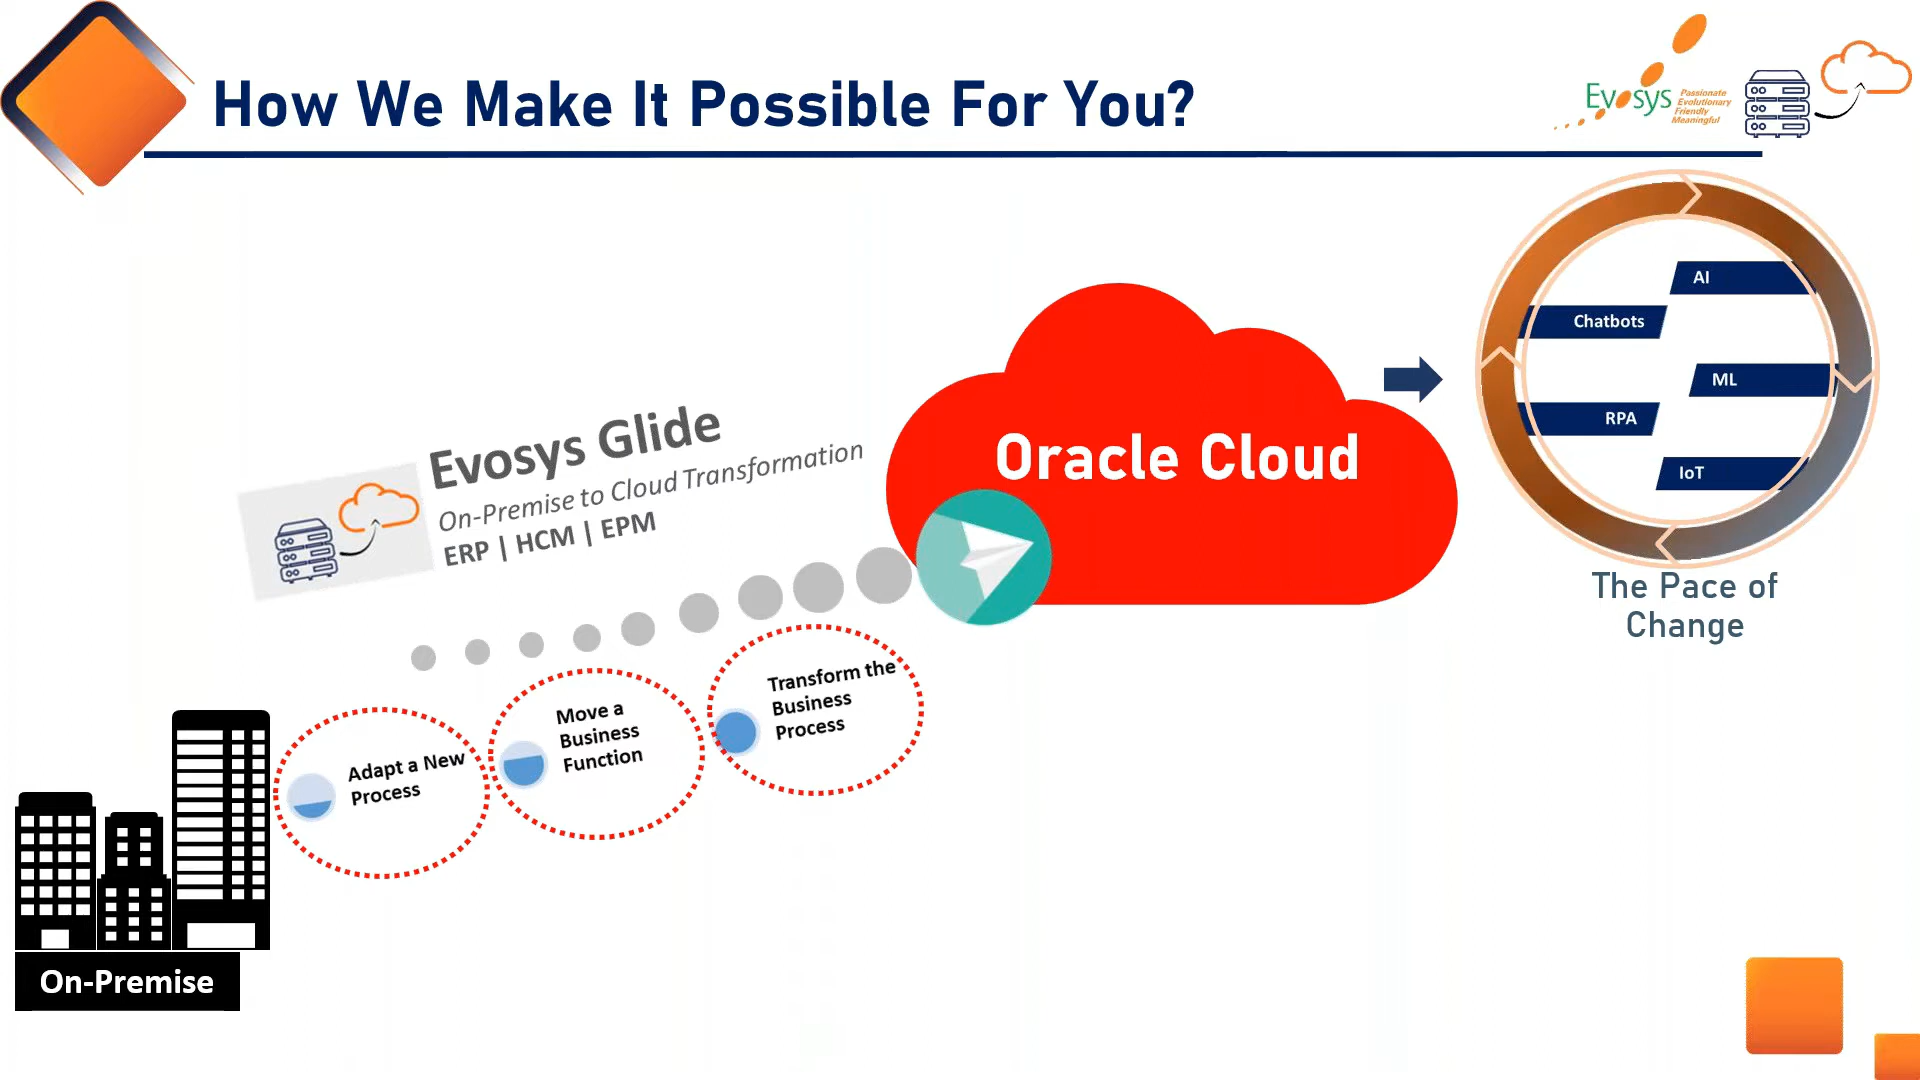 How We Make It Possible For You?
Evosys
Passionate
Evolutionary
Friendly
Meaningful
AI
Chatbots
ML
RPA
IoT
The Pace of
Change
Oracle Cloud
Evosys Glide
On-Premise to Cloud Transformation
ERP | HCM | EPM
Adapt a New
Process
Move a
Business
Function
Transform the
Business
Process
On-Premise